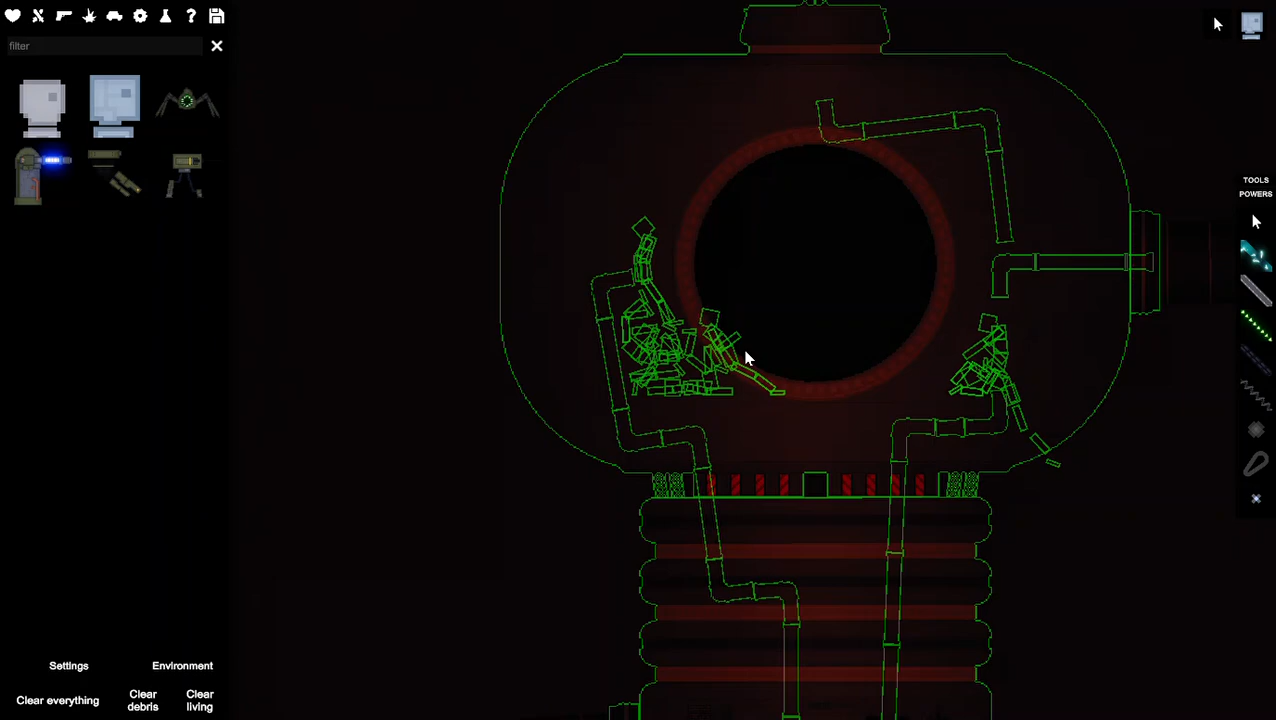 filter
TOOLS
POWERS
Settings
Environment
Clear everything
Clear
debris
Clear
living